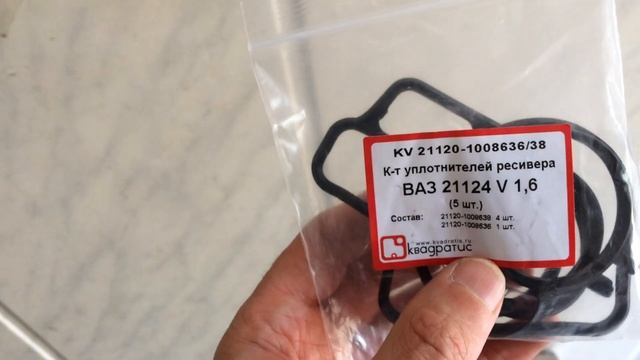 KV 21120-1008636/38
К-т уплотнителей ресивера
ВАЗ 21124 V 1,6
(5 шт.)
Состав: 21120-1008638 4 шт.
21120-1008636 1 шт.
www.kvadratis.ru
квадратис